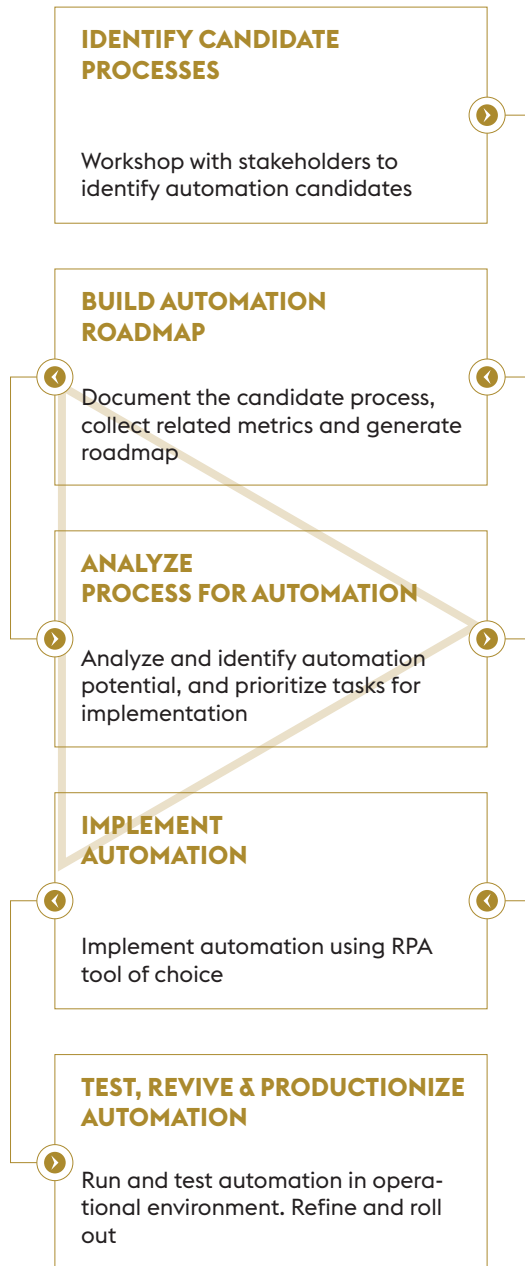 IDENTIFY CANDIDATE
PROCESSES
Workshop with stakeholders to
identify automation candidates
BUILD AUTOMATION
ROADMAP
Document the candidate process,
collect related metrics and generate
roadmap
ANALYZE
PROCESS FOR AUTOMATION
Analyze and identify automation
potential, and prioritize tasks for
implementation
IMPLEMENT
AUTOMATION
Implement automation using RPA
tool of choice
TEST, REVIVE & PRODUCTIONIZE
AUTOMATION
Run and test automation in opera-
tional environment. Refine and roll
out